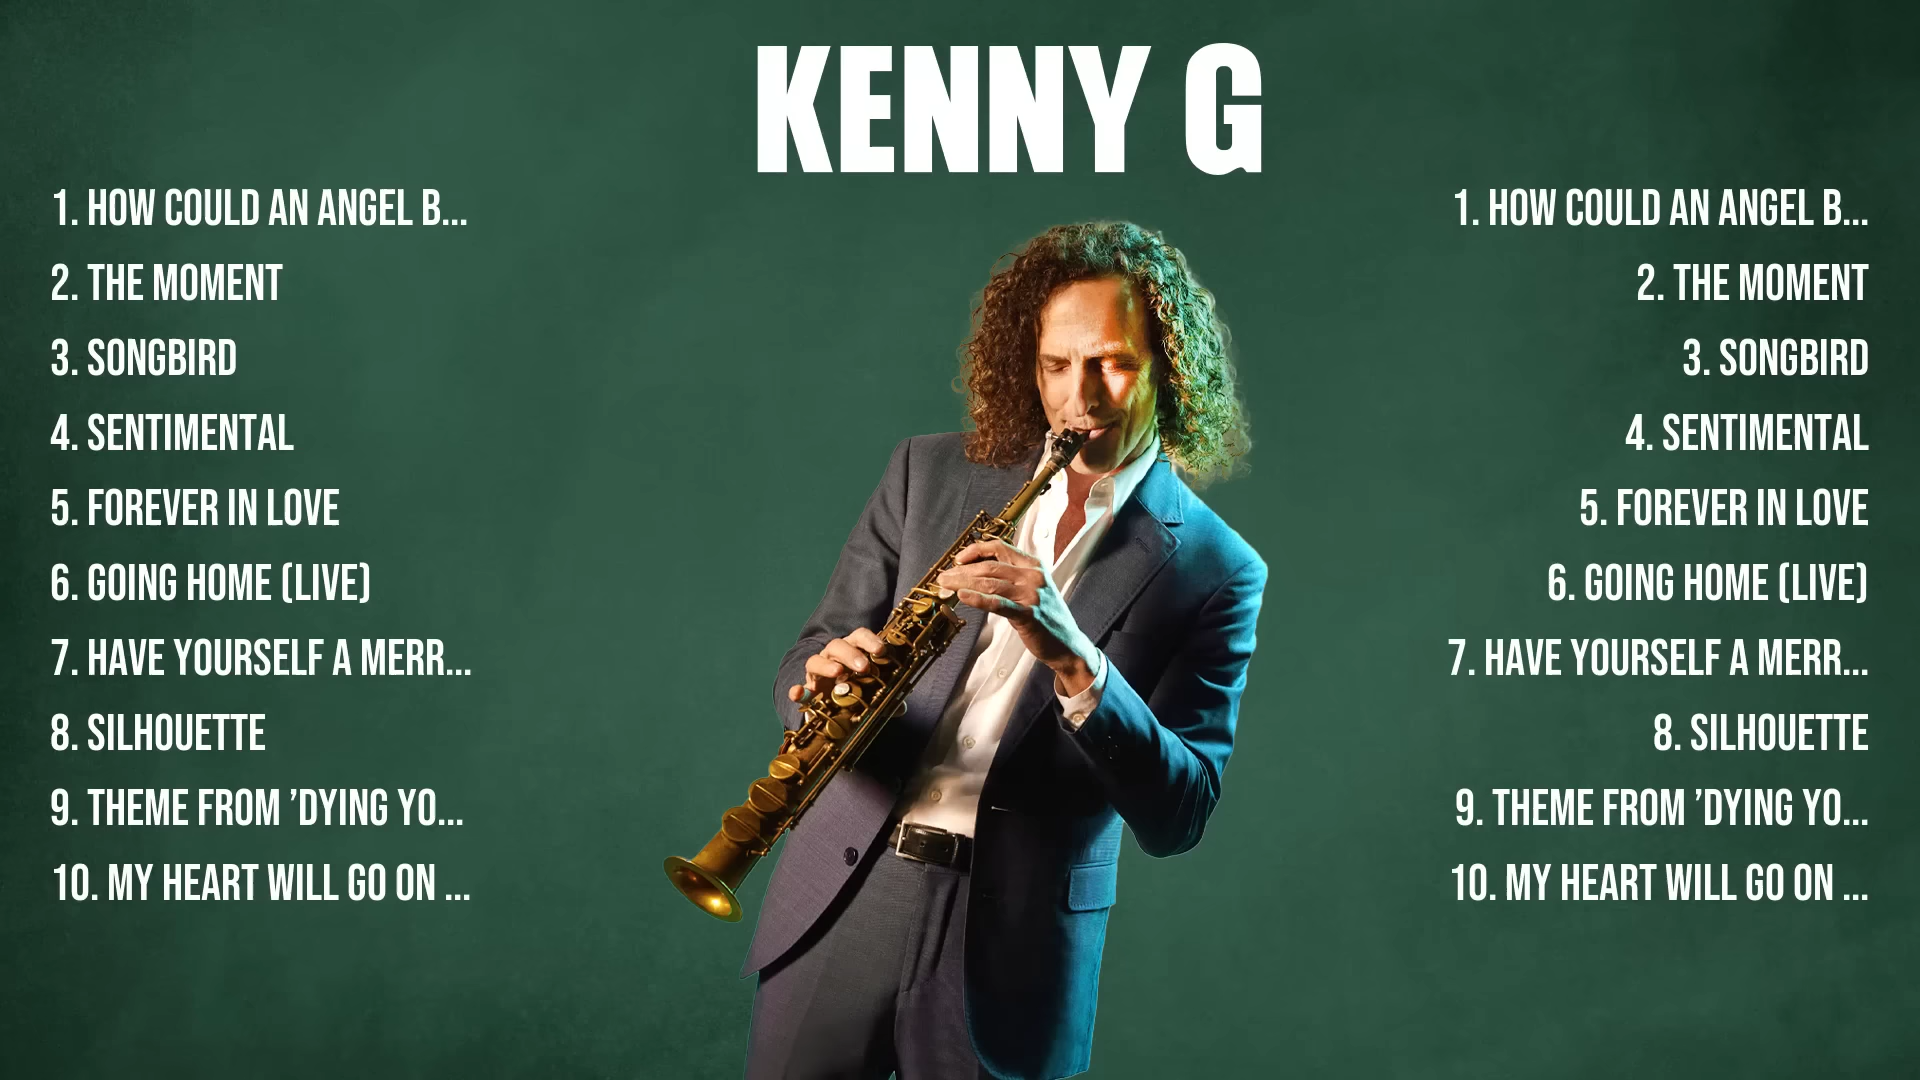 KENNY G
1. HOW COULD AN ANGEL B...
2. THE MOMENT
3. SONGBIRD
4. SENTIMENTAL
5. FOREVER IN LOVE
6. GOING HOME (LIVE)
7. HAVE YOURSELF A MERR...
8. SILHOUETTE
9. THEME FROM ’DYING YO...
10. MY HEART WILL GO ON ...
1. HOW COULD AN ANGEL B...
2. THE MOMENT
3. SONGBIRD
4. SENTIMENTAL
5. FOREVER IN LOVE
6. GOING HOME (LIVE)
7. HAVE YOURSELF A MERR...
8. SILHOUETTE
9. THEME FROM ’DYING YO...
10. MY HEART WILL GO ON ...